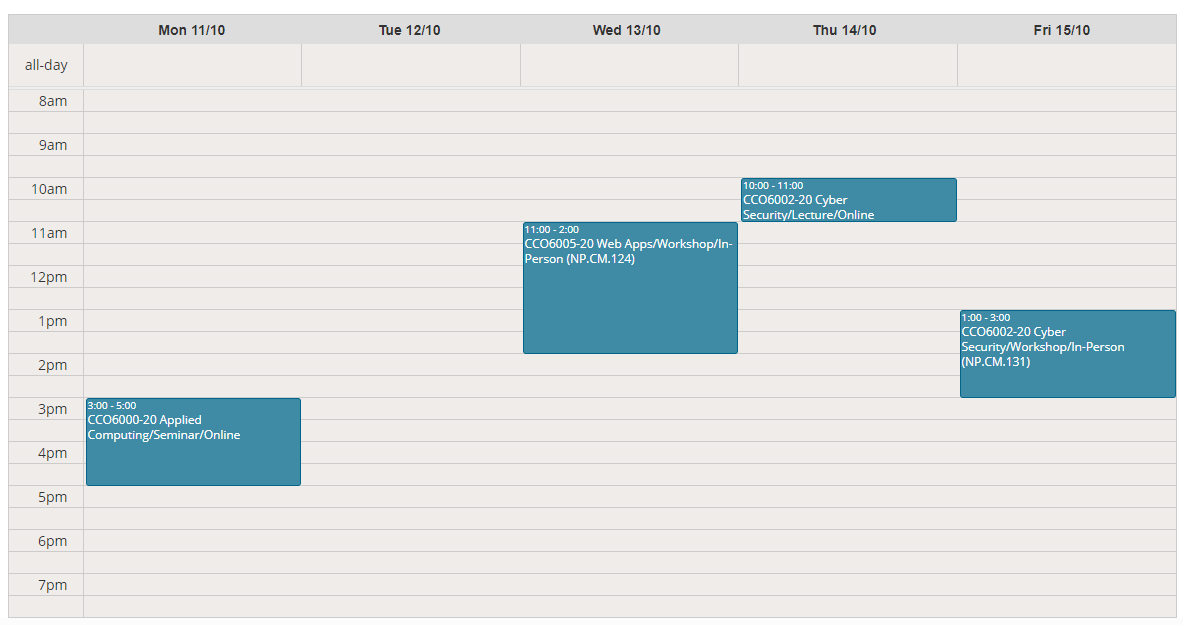 Mon 11/10
Tue 12/10
Wed 13/10
Thu 14/10
Fri 15/10
all-day
8am
9am
10am
11am
12pm
1pm
2pm
3pm
4pm
5pm
6pm
7pm
3:00 - 5:00
CCO6000-20 Applied
Computing/Seminar/Online
11:00 - 2:00
CCO6005-20 Web Apps/Workshop/In-
Person (NP.CM.124)
10:00 - 11:00
CCO6002-20 Cyber
Security/Lecture/Online
1:00 - 3:00
CCO6002-20 Cyber
Security/Workshop/In-Person
(NP.CM.131)